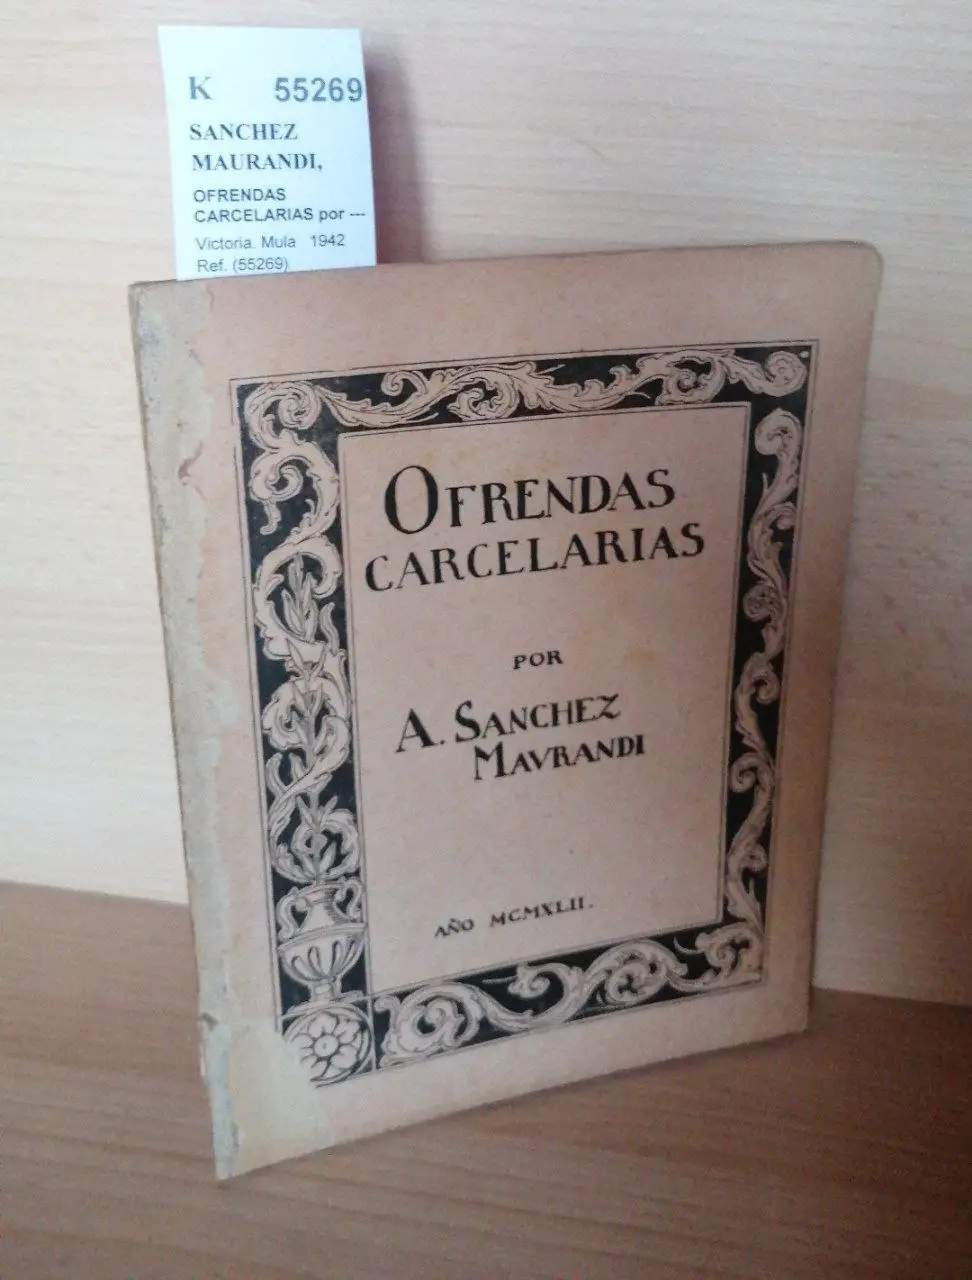 K 55269
SANCHEZ
MAURANDI,
OFRENDAS
CARCELARIAS por ---
Victoria. Mula 1942
Ref. (55269)
OFRENDAS
CARCELARIAS
POR
A. SANCHEZ
MAVRANDI
AÑO MCMXLII.